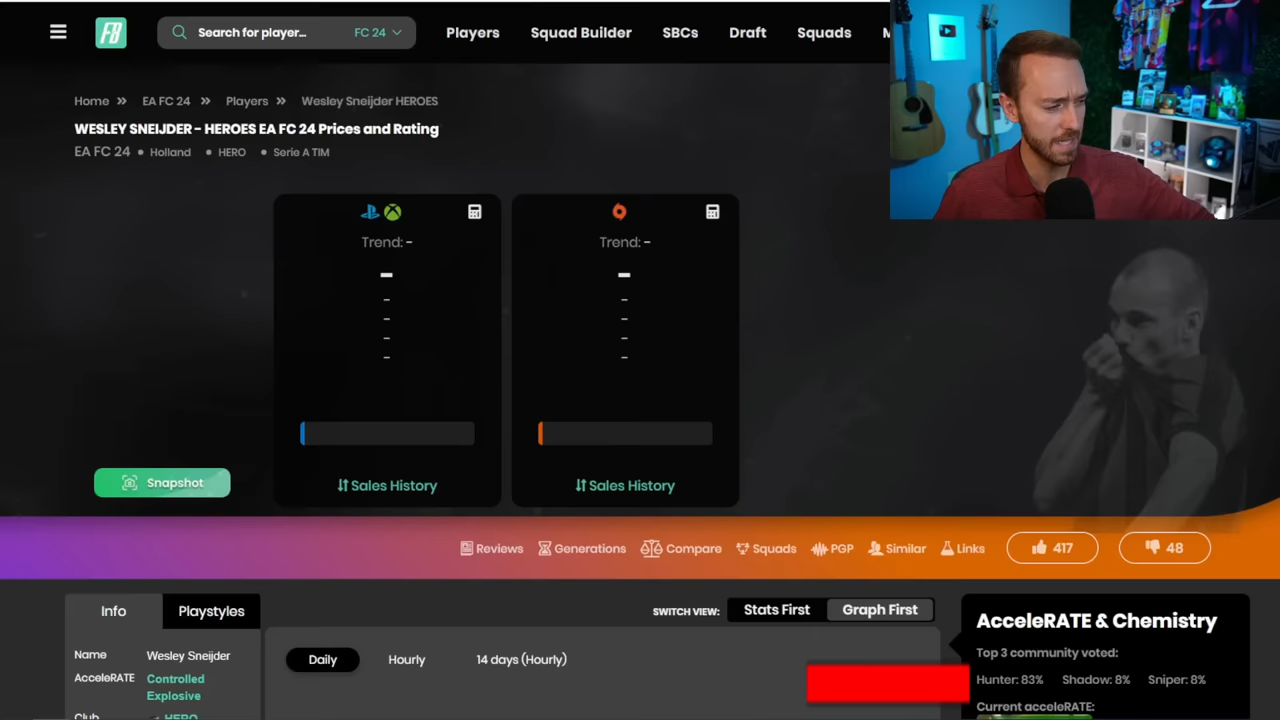 FB
Search for player...
FC 24
Players
Squad Builder
SBCs
Draft
Squads
Home » EA FC 24 » Players » Wesley Sneijder HEROES
WESLEY SNEIJDER - HEROES EA FC 24 Prices and Rating
EA FC 24 • Holland • HERO • Serie A TIM
Trend: -
-
-
-
-
-
Sales History
Trend: -
-
-
-
-
-
Sales History
Snapshot
Reviews
Generations
Compare
Squads
PGP
Similar
Links
417
48
Info
Playstyles
SWITCH VIEW:
Stats First
Graph First
Name Wesley Sneijder
AcceleRATE Controlled
Explosive
Club HERO
Daily
Hourly
14 days (Hourly)
AcceleRATE & Chemistry
Top 3 community voted:
Hunter: 83% Shadow: 8% Sniper: 8%
Current acceleRATE: